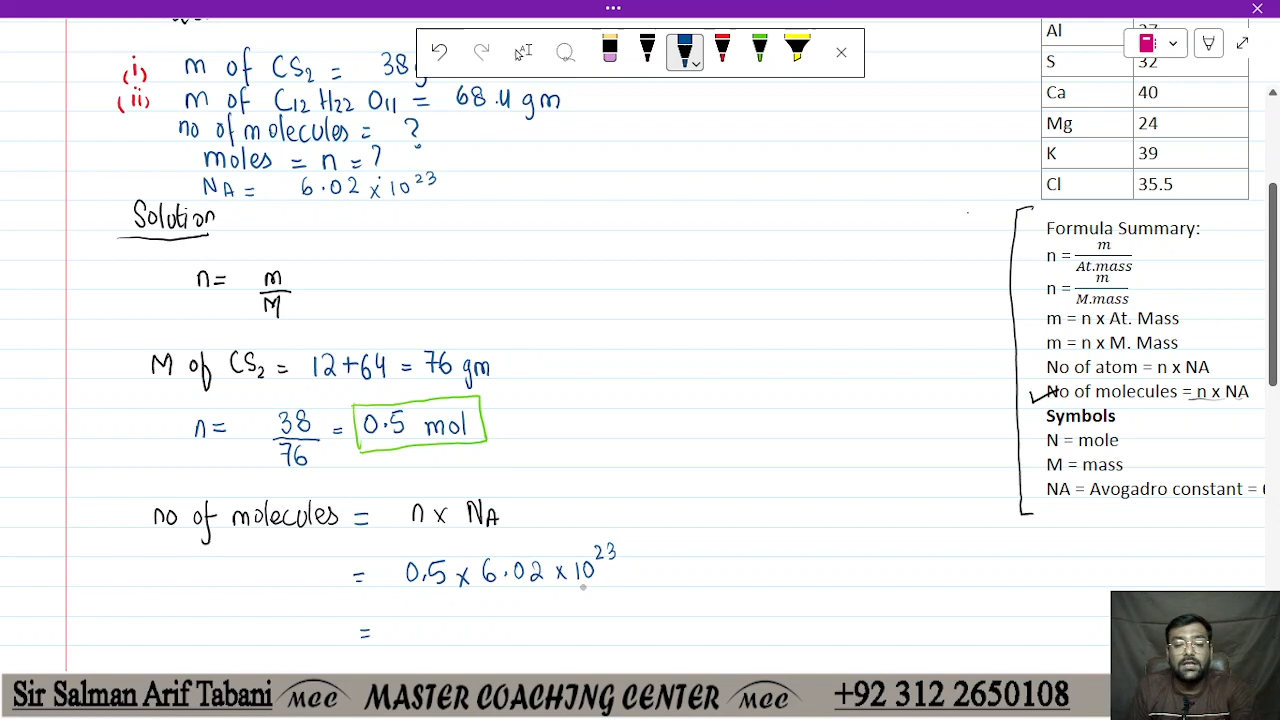 (i) m of CS2 = 38g
(ii) m of C12 H22 O11 = 68.4 gm
no of molecules = ?
moles = n = ?
NA = 6.02 × 10^23
Solution
n = m/M
M of CS2 = 12+64 = 76 gm
n = 38/76 = 0.5 mol
no of molecules = n × NA
= 0.5 × 6.02 × 10^23
=
Al 27
S 32
Ca 40
Mg 24
K 39
Cl 35.5
Formula Summary:
n = m/At.mass
n = m/M.mass
m = n x At. Mass
m = n x M. Mass
No of atom = n x NA
No of molecules = n x NA
Symbols
N = mole
M = mass
NA = Avogadro constant =
Sir Salman Arif Tabani MCC MASTER COACHING CENTER MCC +92 312 2650108